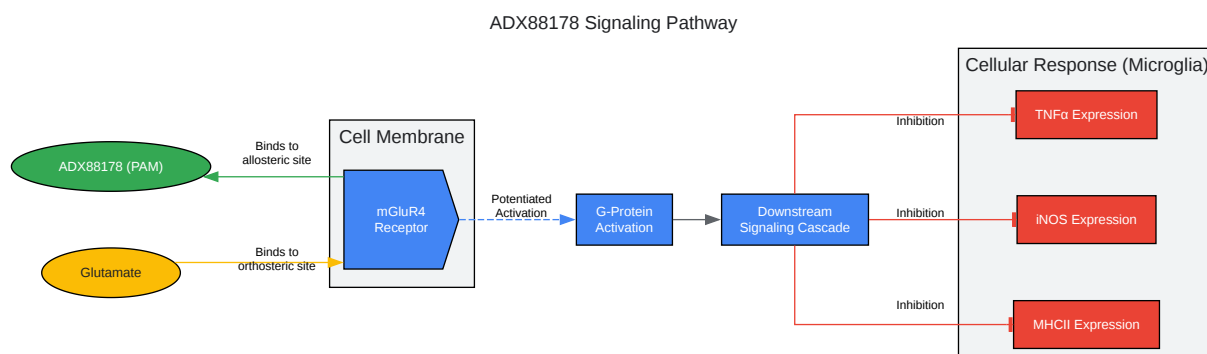 ADX88178 Signaling Pathway
Cellular Response (Microglia)
Cell Membrane
ADX88178 (PAM)
Binds to
allosteric site
mGluR4
Receptor
Glutamate
Binds to
orthosteric site
Potentiated
Activation
G-Protein
Activation
Downstream
Signaling Cascade
Inhibition
TNFα Expression
Inhibition
iNOS Expression
Inhibition
MHCII Expression